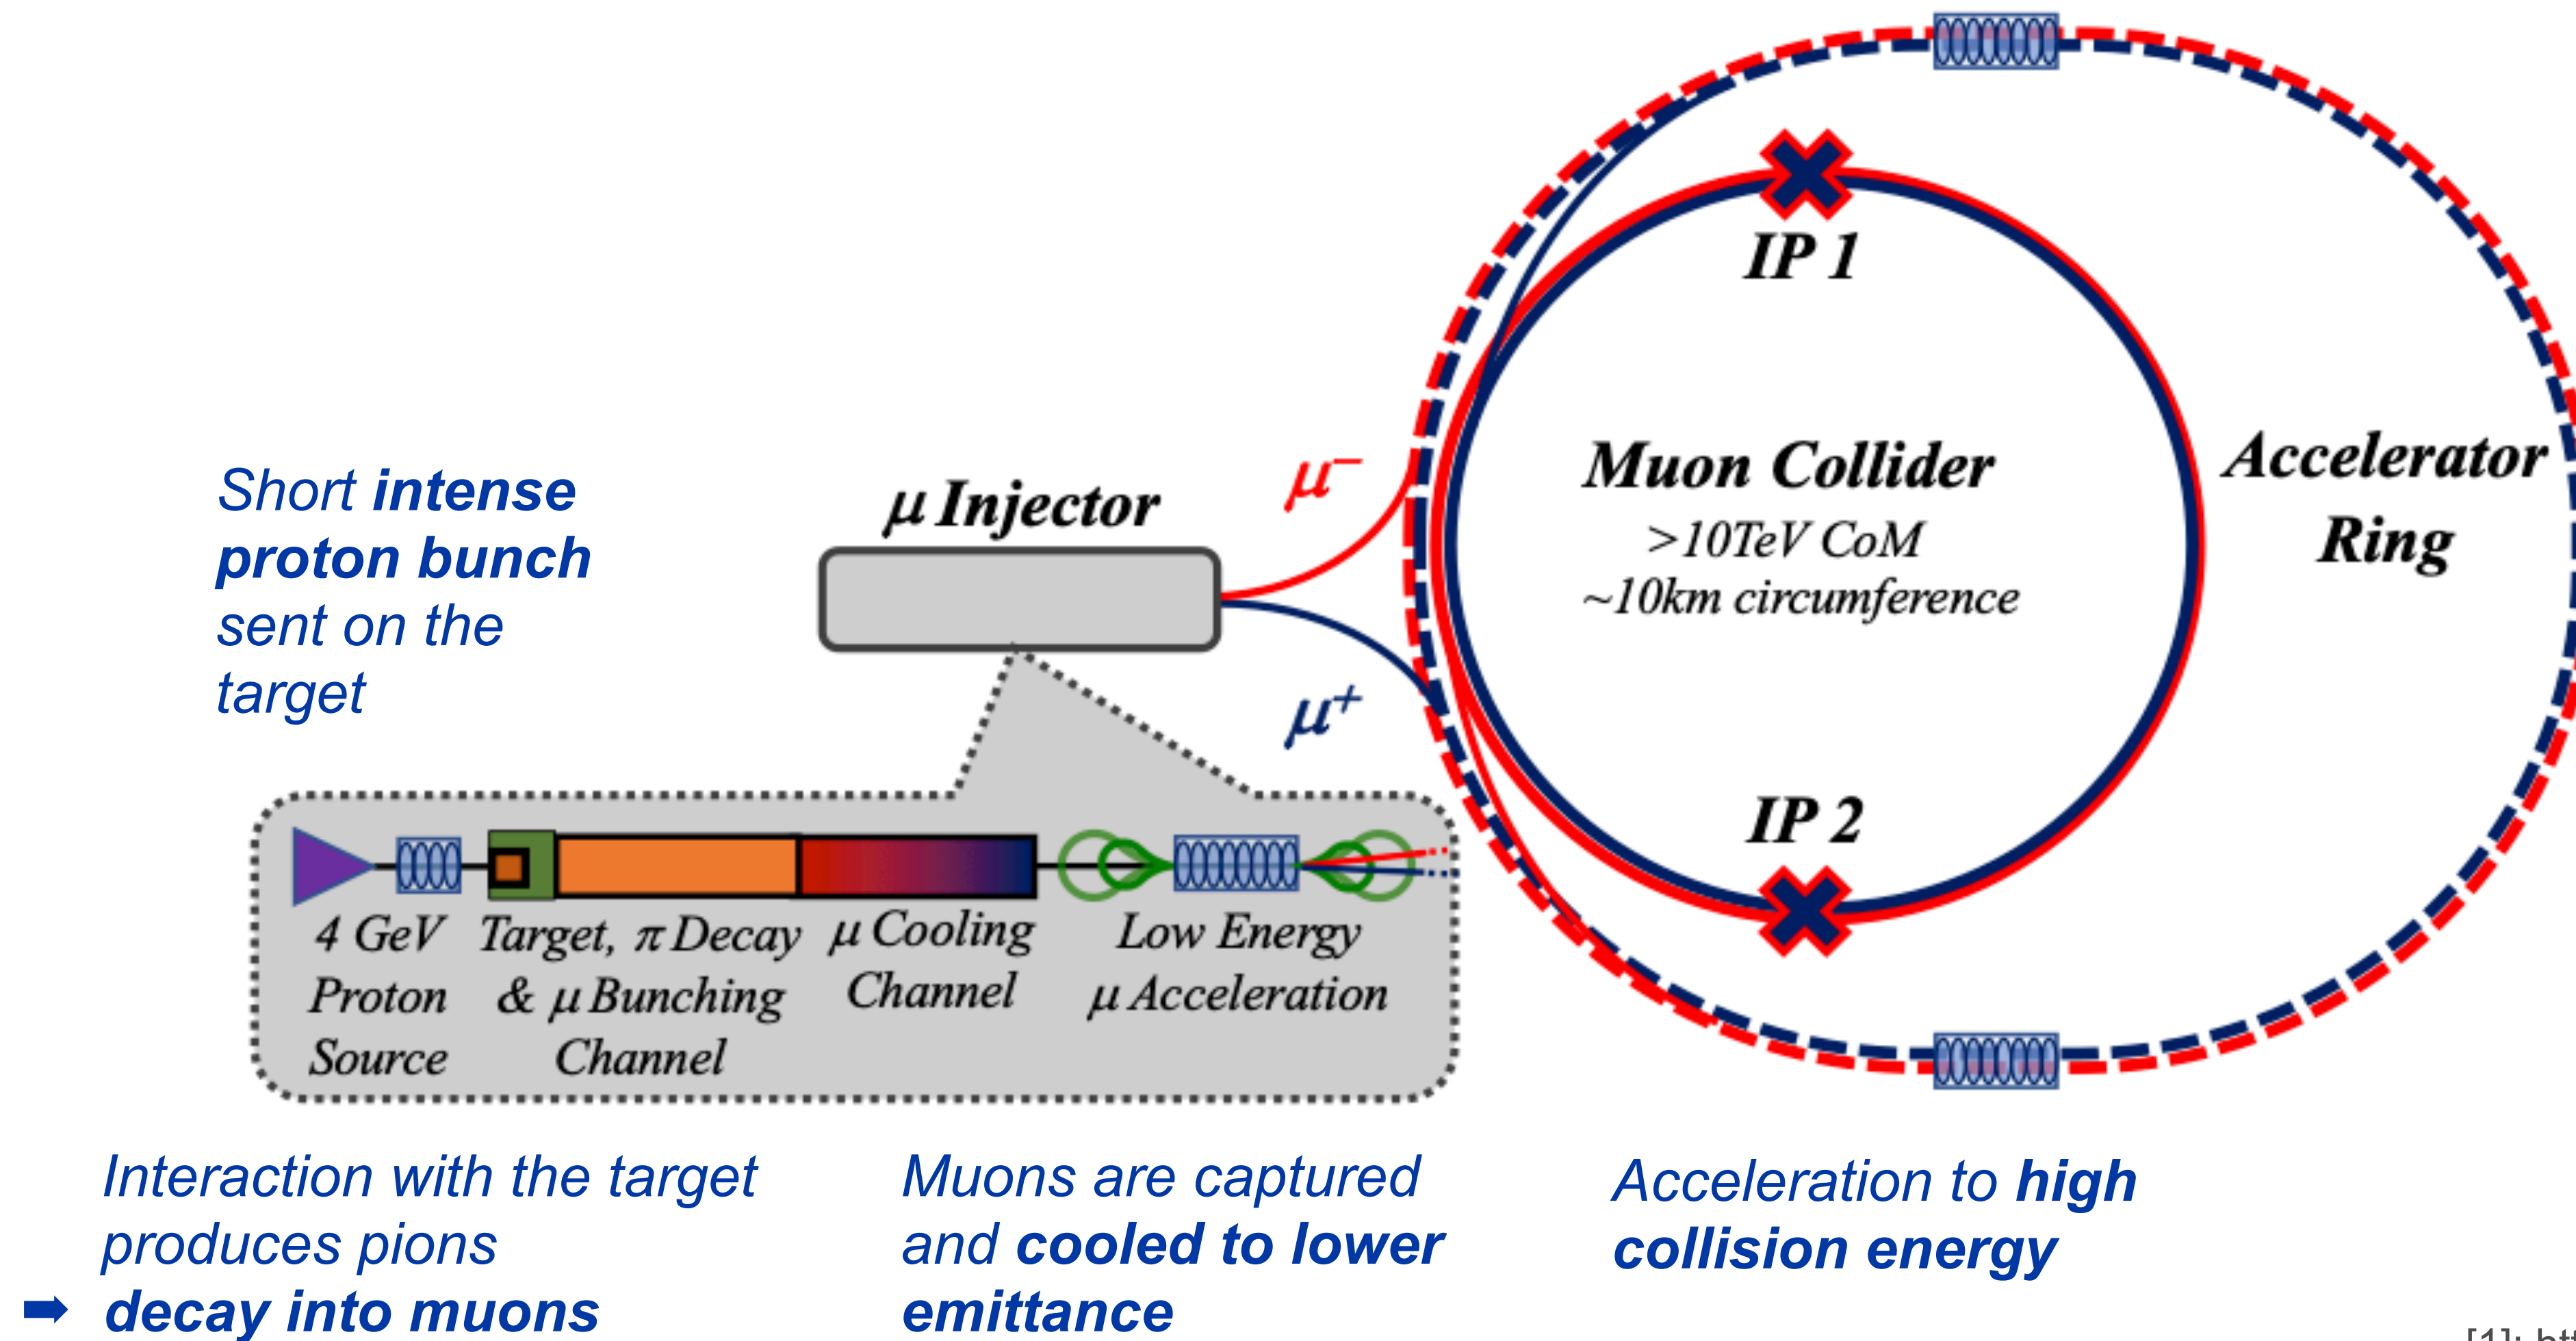 IP 1
Muon Collider
>10TeV CoM
~10km circumference
Accelerator
Ring
IP 2
Short intense
proton bunch
sent on the
target
μ Injector
μ−
μ+
4 GeV
Proton
Source
Target, π Decay
& μ Bunching
Channel
μ Cooling
Channel
Low Energy
μ Acceleration
Interaction with the target
produces pions
➡ decay into muons
Muons are captured
and cooled to lower
emittance
Acceleration to high
collision energy